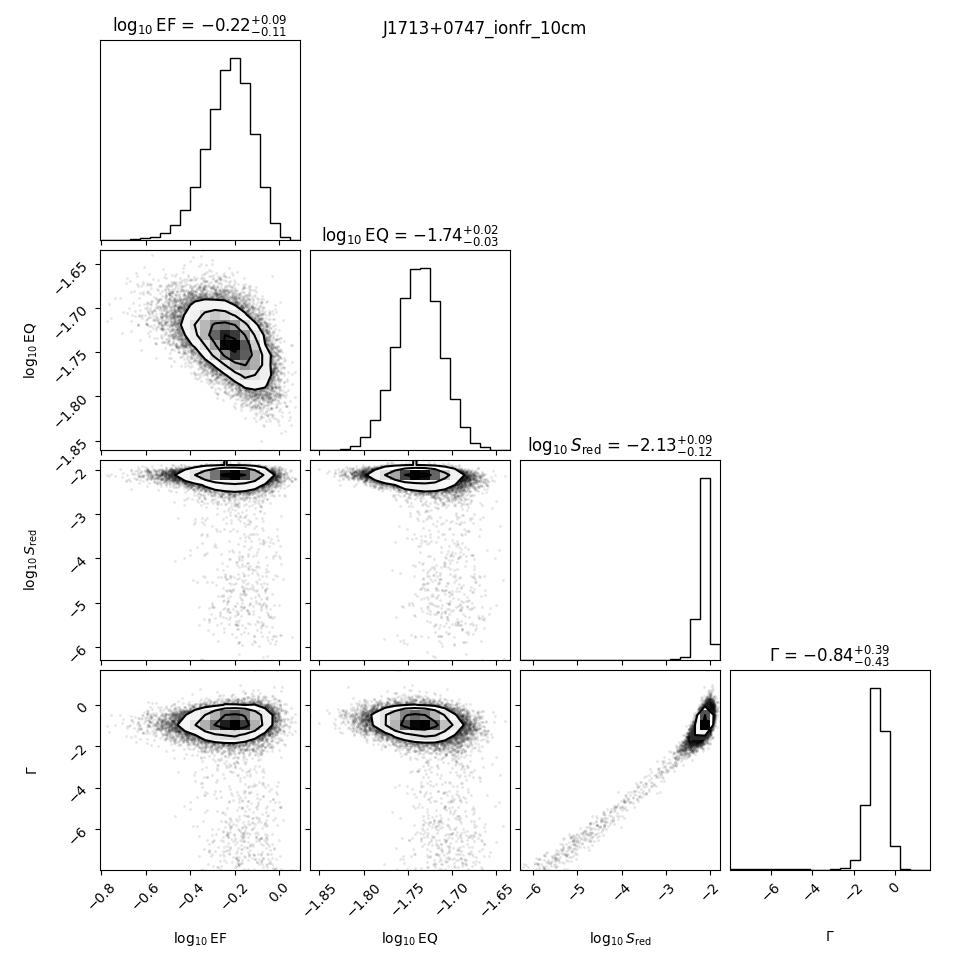 J1713+0747_ionfr_10cm
log₁₀ EF = −0.22 +0.09 −0.11
log₁₀ EQ = −1.74 +0.02 −0.03
log₁₀ EQ
−1.65
−1.70
−1.75
−1.80
−1.85
log₁₀ S_red = −2.13 +0.09 −0.12
log₁₀ S_red
−2
−3
−4
−5
−6
Γ = −0.84 +0.39 −0.43
Γ
0
−2
−4
−6
−0.8 −0.6 −0.4 −0.2 0.0
−1.85 −1.80 −1.75 −1.70 −1.65
−6 −5 −4 −3 −2
−6 −4 −2 0
log₁₀ EF
log₁₀ EQ
log₁₀ S_red
Γ